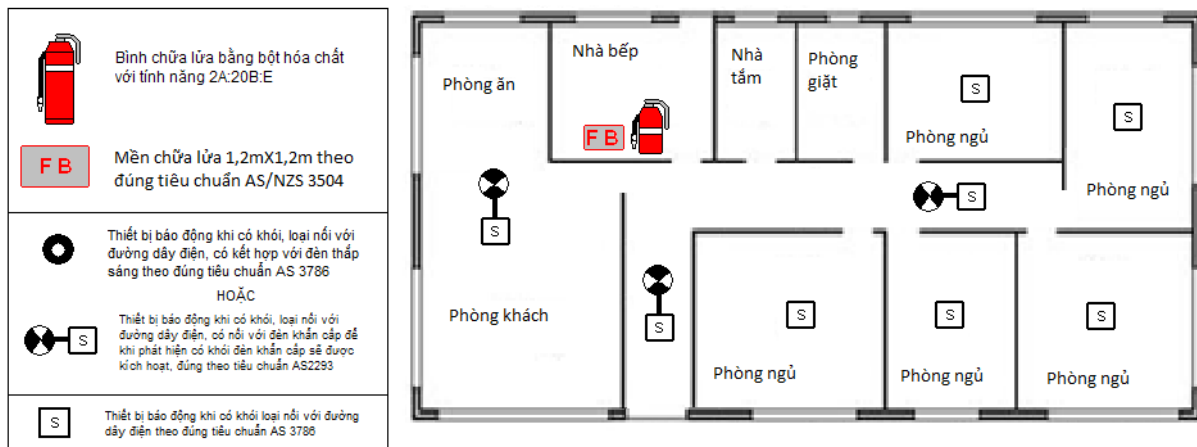 Bình chữa lửa bằng bột hóa chất
với tính năng 2A:20B:E
F B
Mền chữa lửa 1,2mX1,2m theo
đúng tiêu chuẩn AS/NZS 3504
Thiết bị báo động khi có khói, loại nối với
đường dây điện, có kết hợp với đèn thắp
sáng theo đúng tiêu chuẩn AS 3786
HOẶC
Thiết bị báo động khi có khói, loại nối với
đường dây điện, có nối với đèn khẩn cấp để
khi phát hiện có khói đèn khẩn cấp sẽ được
kích hoạt, đúng theo tiêu chuẩn AS2293
S
Thiết bị báo động khi có khói loại nối với đường
dây điện theo đúng tiêu chuẩn AS 3786
S
Phòng ăn
Nhà bếp
F B
Nhà
tắm
Phòng
giặt
S
Phòng ngủ
S
Phòng ngủ
S
S
Phòng khách
S
S
Phòng ngủ
S
Phòng ngủ
S
Phòng ngủ